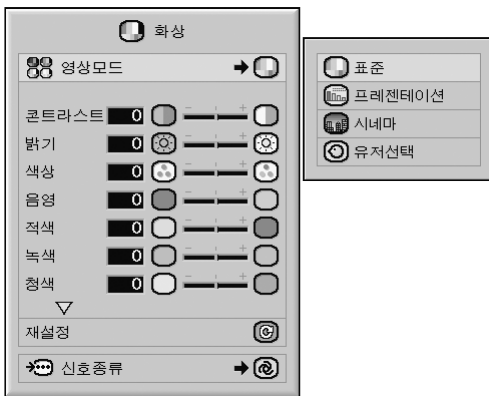 화상
영상모드
콘트라스트 0
밝기 0
색상 0
음영 0
적색 0
녹색 0
청색 0
재설정
신호종류
표준
프레젠테이션
시네마
유저선택